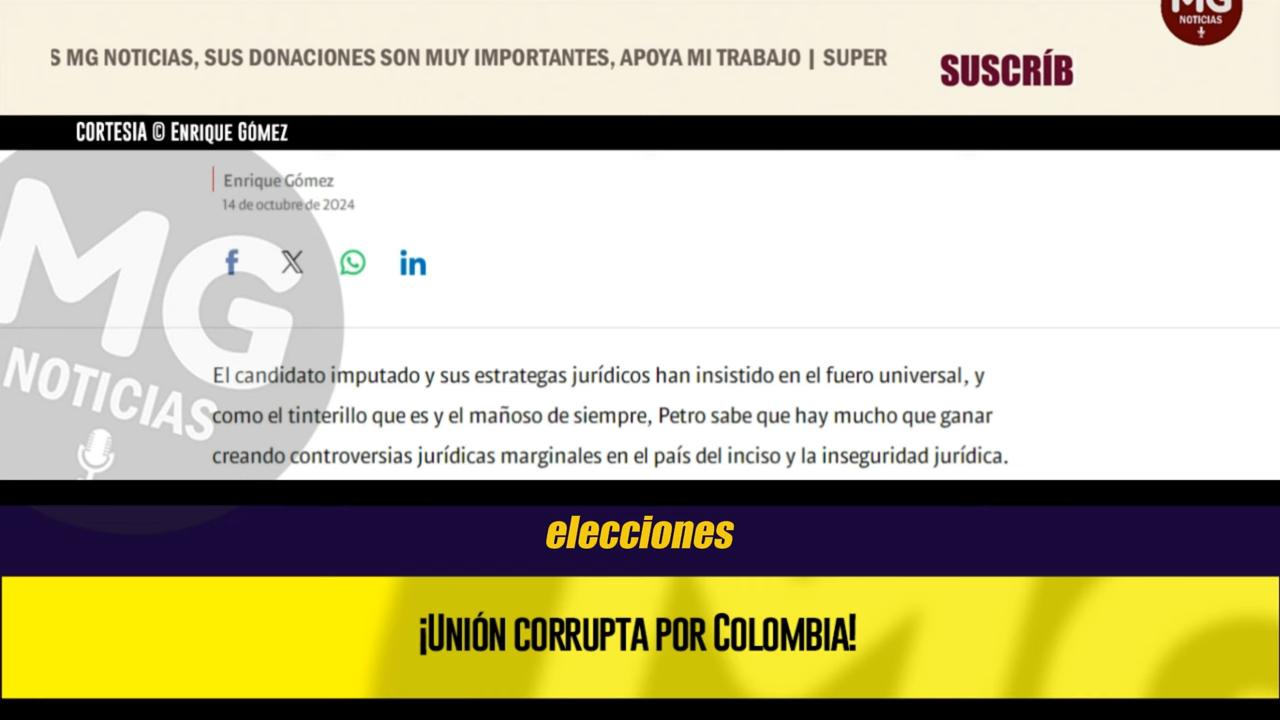 MG
NOTICIAS
S MG NOTICIAS, SUS DONACIONES SON MUY IMPORTANTES, APOYA MI TRABAJO | SUPER
SUSCRÍB
CORTESIA © ENRIQUE GÓMEZ
Enrique Gómez
14 de octubre de 2024
f X in
MG
NOTICIAS
El candidato imputado y sus estrategas jurídicos han insistido en el fuero universal, y
como el tinterillo que es y el mañoso de siempre, Petro sabe que hay mucho que ganar
creando controversias jurídicas marginales en el país del inciso y la inseguridad jurídica.
elecciones
¡UNIÓN CORRUPTA POR COLOMBIA!